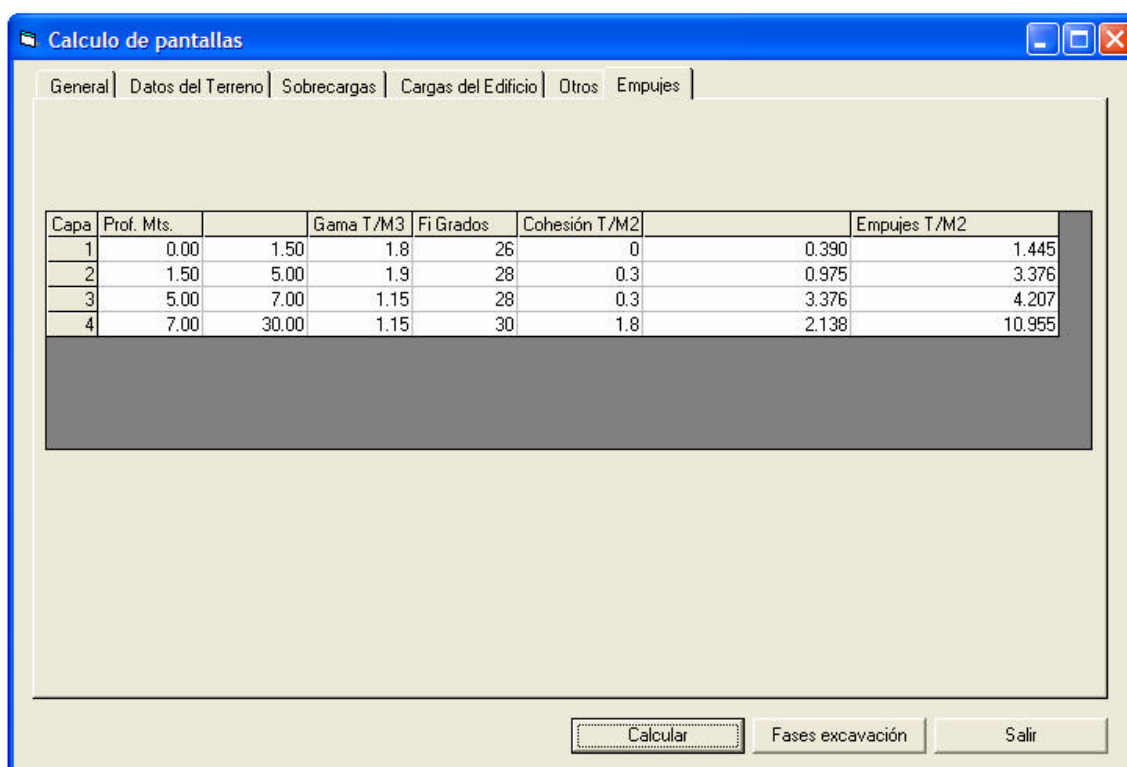 Calculo de pantallas
General Datos del Terreno Sobrecargas Cargas del Edificio Otros Empujes
Capa Prof. Mts. Gama T/M3 Fi Grados Cohesión T/M2 Empujes T/M2
1 0.00 1.50 1.8 26 0 0.390 1.445
2 1.50 5.00 1.9 28 0.3 0.975 3.376
3 5.00 7.00 1.15 28 0.3 3.376 4.207
4 7.00 30.00 1.15 30 1.8 2.138 10.955
Calcular Fases excavación Salir